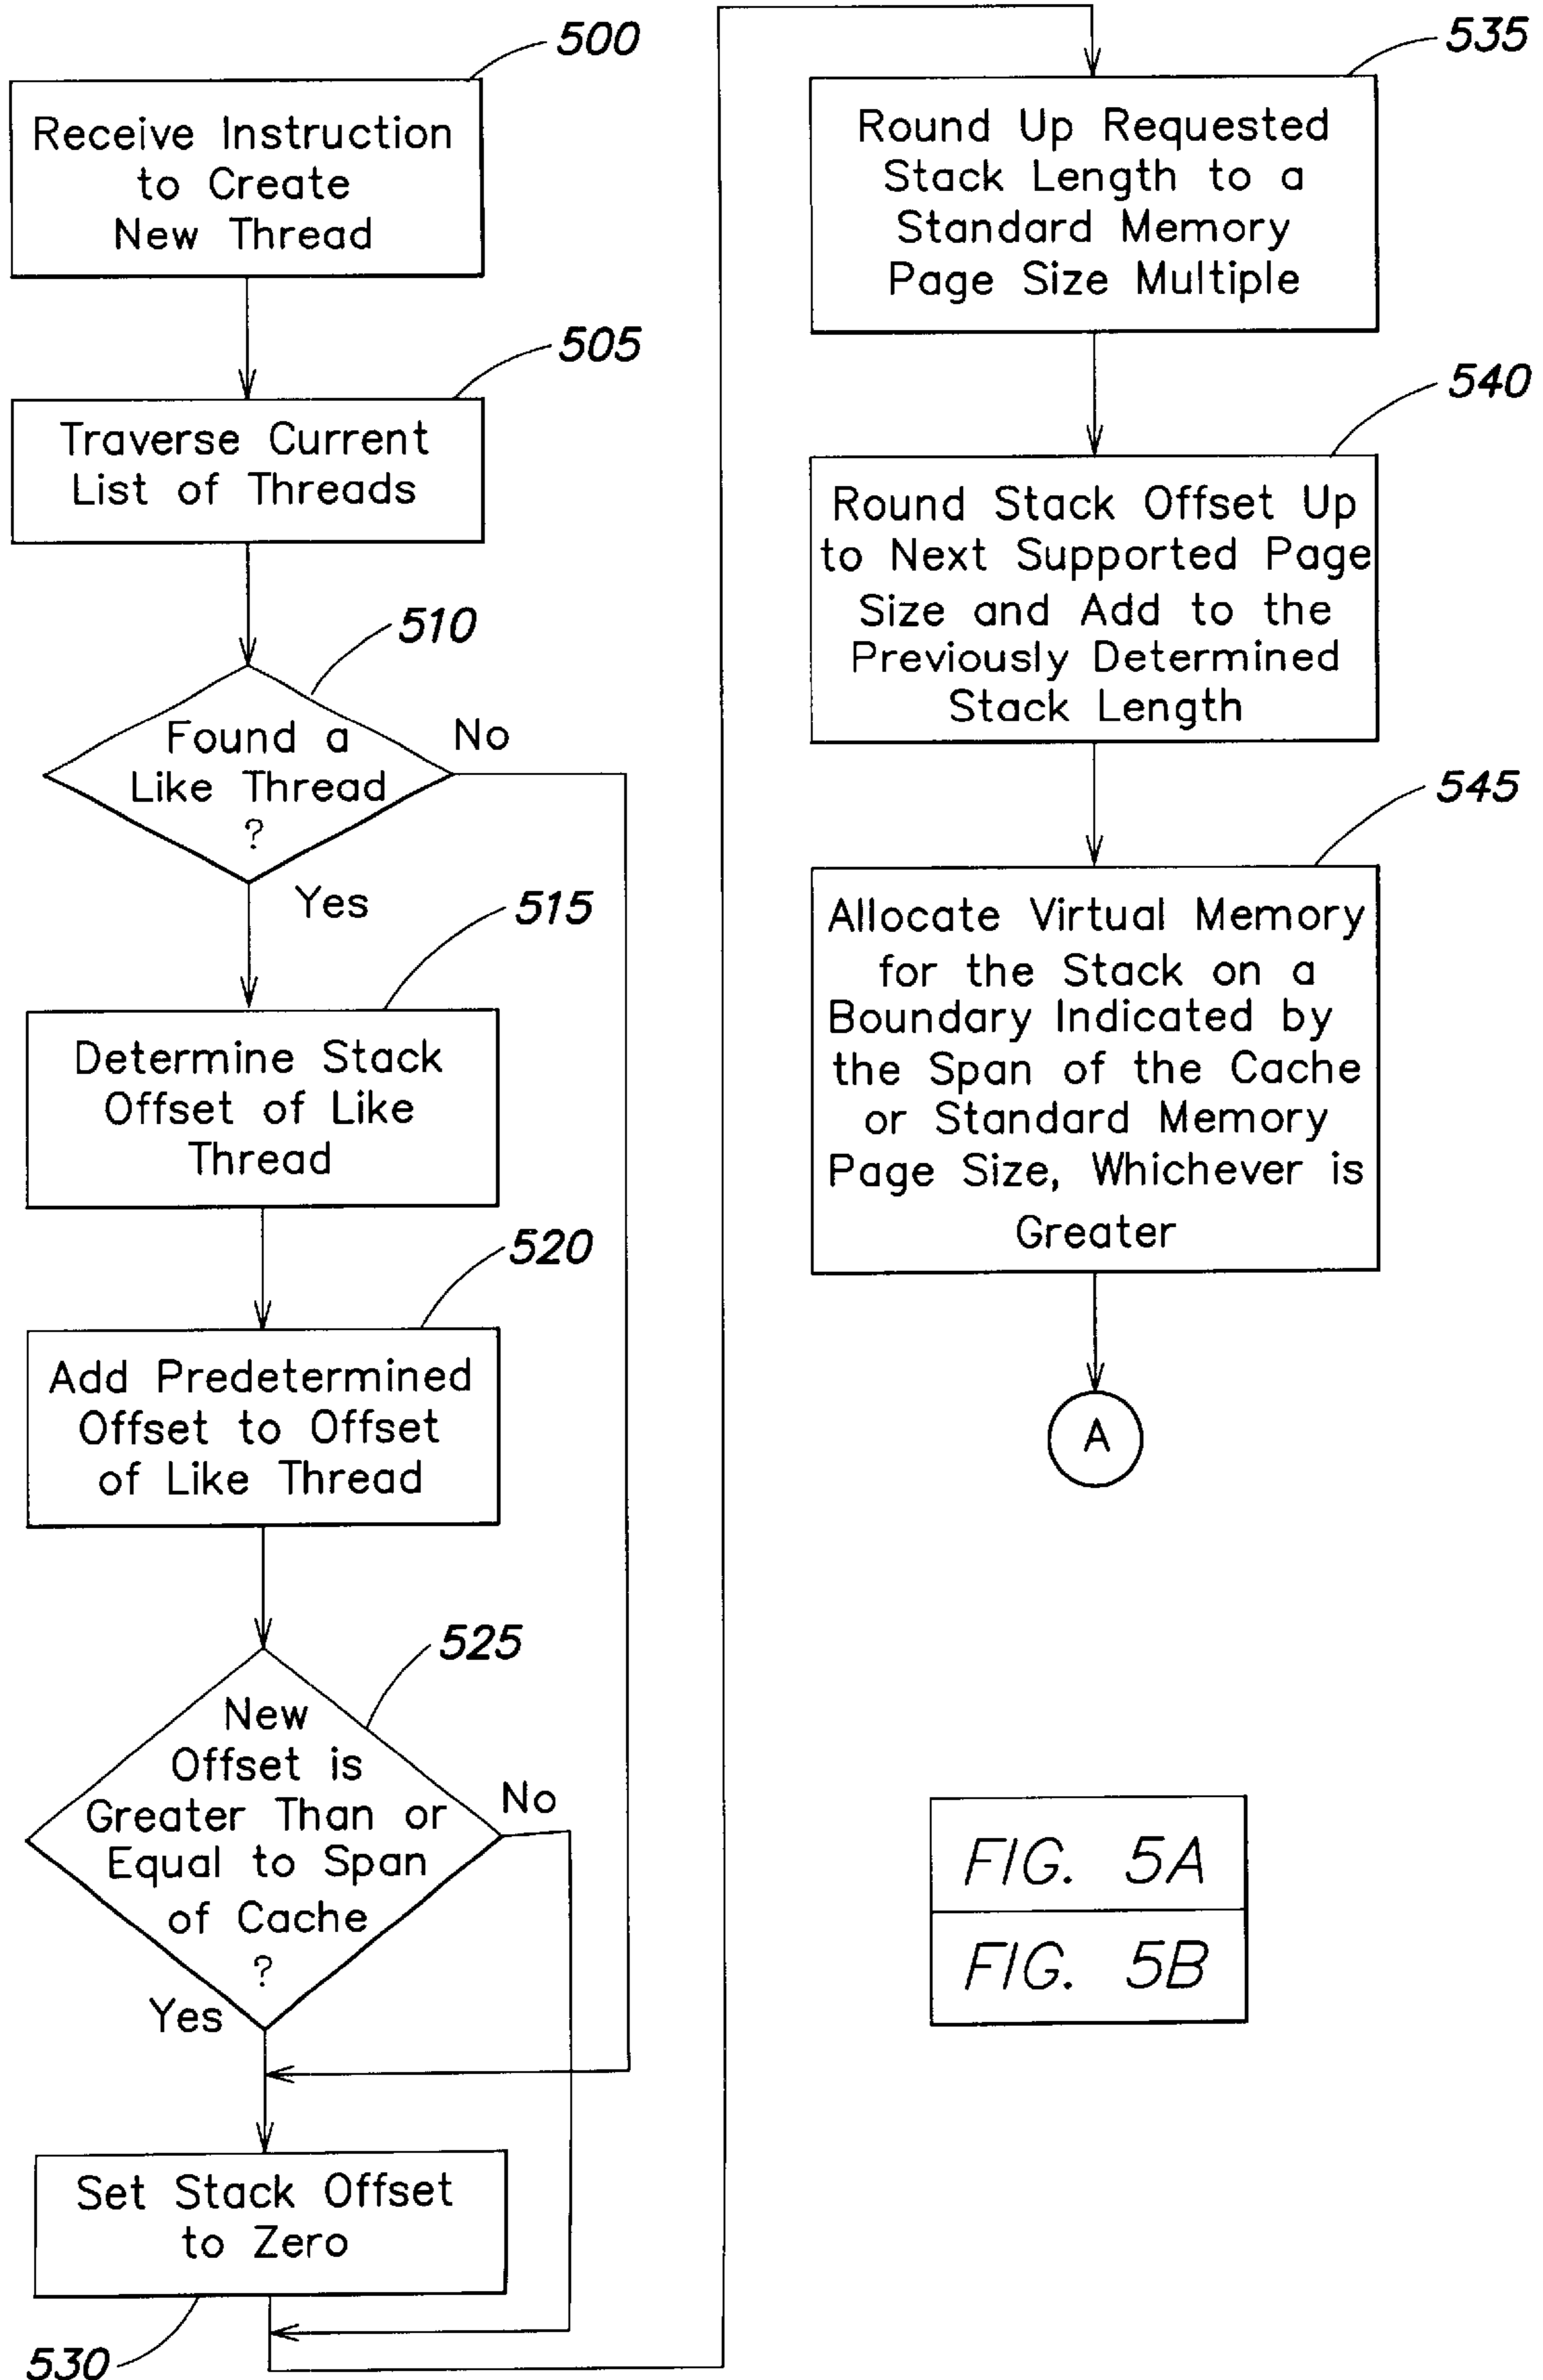 500
Receive Instruction
to Create
New Thread
505
Traverse Current
List of Threads
510
Found a
Like Thread
?
No
Yes
515
Determine Stack
Offset of Like
Thread
520
Add Predetermined
Offset to Offset
of Like Thread
525
New
Offset is
Greater Than or
Equal to Span
of Cache
?
No
Yes
Set Stack Offset
to Zero
530
535
Round Up Requested
Stack Length to a
Standard Memory
Page Size Multiple
540
Round Stack Offset Up
to Next Supported Page
Size and Add to the
Previously Determined
Stack Length
545
Allocate Virtual Memory
for the Stack on a
Boundary Indicated by
the Span of the Cache
or Standard Memory
Page Size, Whichever is
Greater
A
FIG. 5A
FIG. 5B